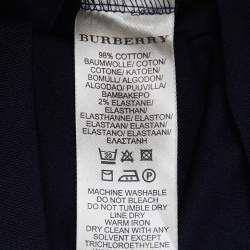 BURBERRY
98% COTTON/
BAUMWOLLE/ COTON/
COTONE/ KATOEN/
BOMULL/ ALGODON/
ALGODAO/ PUUVILLA/
ΒΑΜΒΑΚΕΡΟ
2% ELASTANE/
ELASTHAN/
ELASTHANNE/ ELASTAN/
ELASTANO/ ELASTAN/
ELASTAANI/
ΕΛΑΣΤΑΝΗ
30
MACHINE WASHABLE
DO NOT BLEACH
DO NOT TUMBLE DRY
LINE DRY
WARM IRON
DRY CLEAN WITH ANY
SOLVENT EXCEPT
TRICHLOROETHYLENE